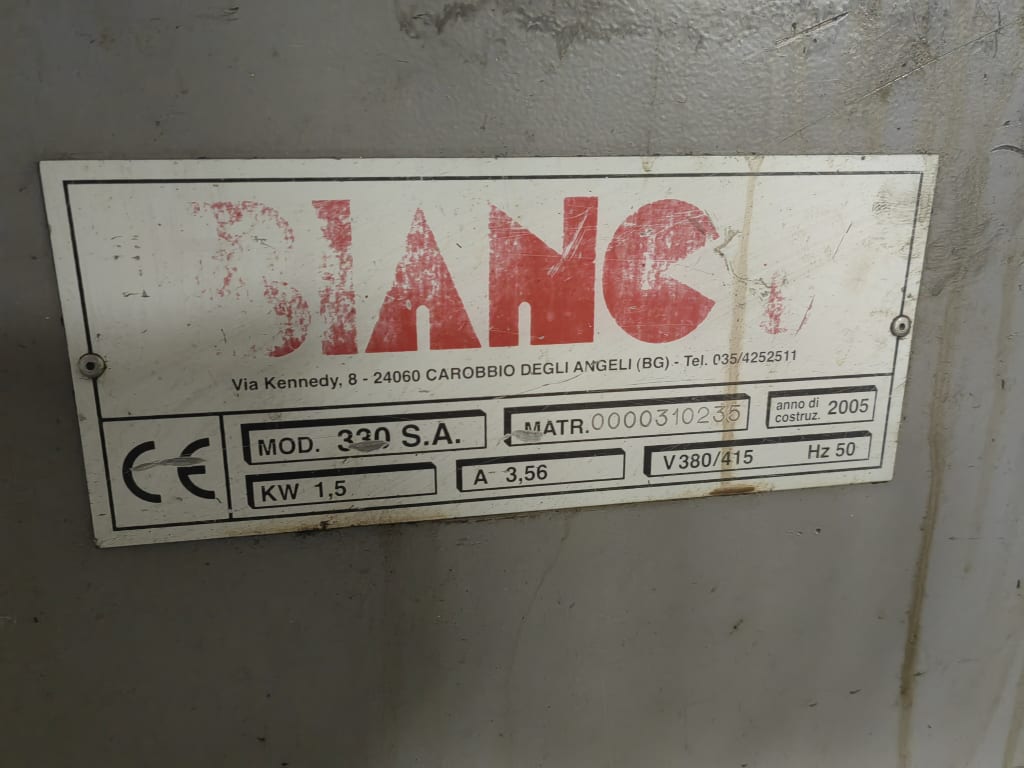 BIANCO
Via Kennedy, 8 - 24060 CAROBBIO DEGLI ANGELI (BG) - Tel. 035/4252511
CE
MOD. 330 S.A.
MATR. 0000310235
anno di costruz. 2005
KW 1,5
A 3,56
V 380/415 Hz 50